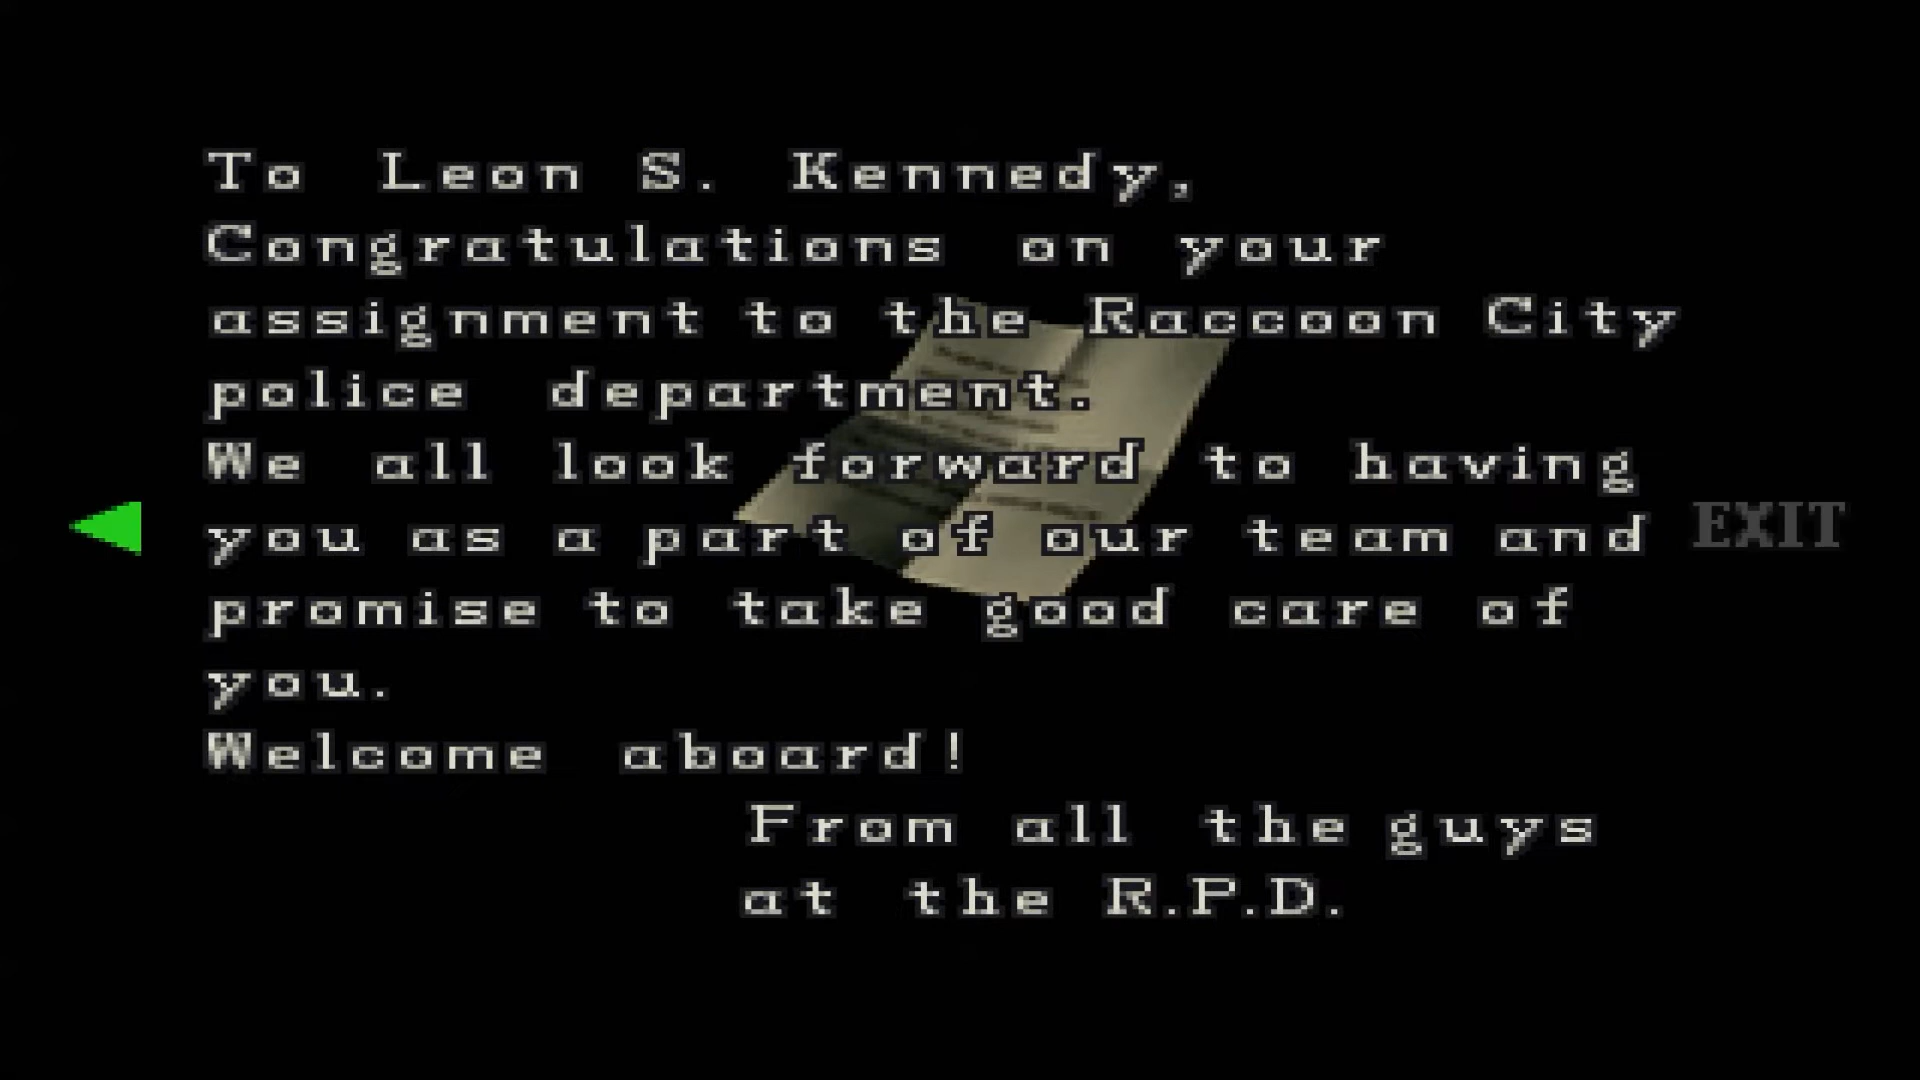 To Leon S. Kennedy,
Congratulations on your
assignment to the Raccoon City
police department.
We all look forward to having
you as a part of our team and
promise to take good care of
you.
Welcome aboard!
From all the guys
at the R.P.D.
EXIT